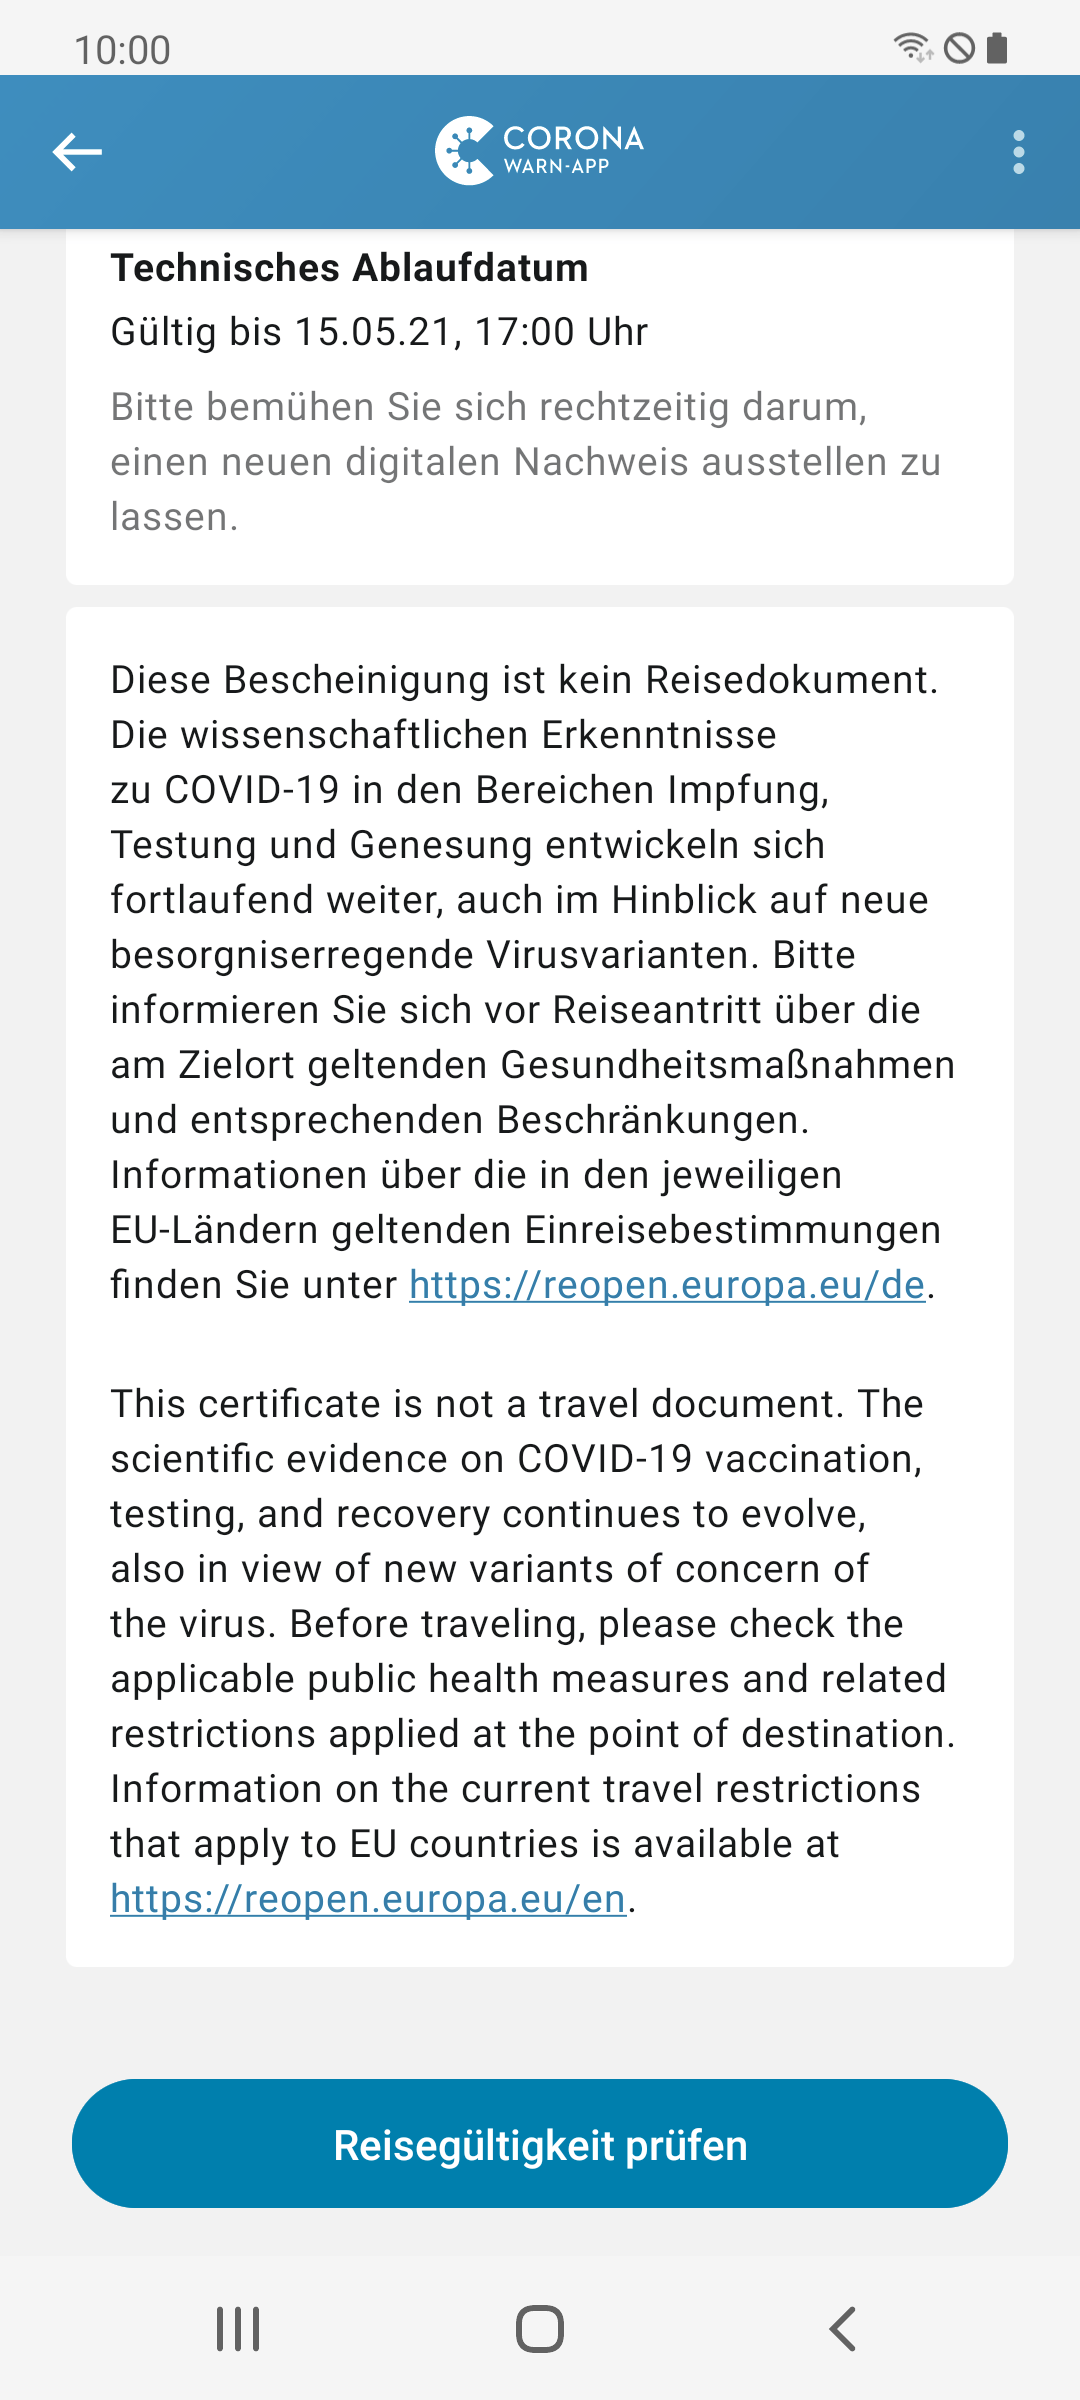 10:00
CORONA
WARN-APP
Technisches Ablaufdatum
Gültig bis 15.05.21, 17:00 Uhr
Bitte bemühen Sie sich rechtzeitig darum,
einen neuen digitalen Nachweis ausstellen zu
lassen.
Diese Bescheinigung ist kein Reisedokument.
Die wissenschaftlichen Erkenntnisse
zu COVID-19 in den Bereichen Impfung,
Testung und Genesung entwickeln sich
fortlaufend weiter, auch im Hinblick auf neue
besorgniserregende Virusvarianten. Bitte
informieren Sie sich vor Reiseantritt über die
am Zielort geltenden Gesundheitsmaßnahmen
und entsprechenden Beschränkungen.
Informationen über die in den jeweiligen
EU-Ländern geltenden Einreisebestimmungen
finden Sie unter https://reopen.europa.eu/de.
This certificate is not a travel document. The
scientific evidence on COVID-19 vaccination,
testing, and recovery continues to evolve,
also in view of new variants of concern of
the virus. Before traveling, please check the
applicable public health measures and related
restrictions applied at the point of destination.
Information on the current travel restrictions
that apply to EU countries is available at
https://reopen.europa.eu/en.
Reisegültigkeit prüfen